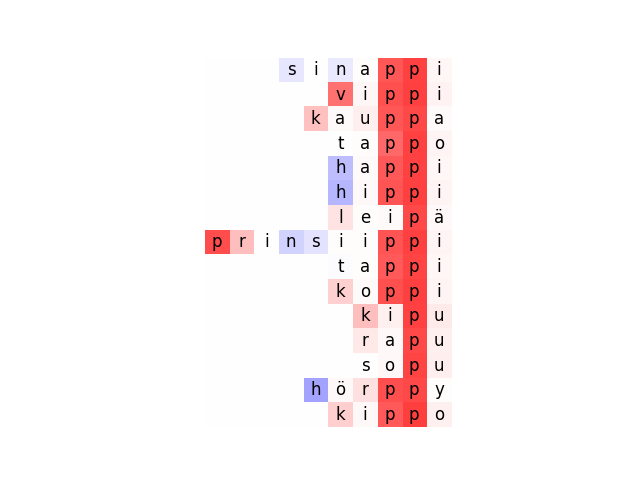 sinappi
vippi
kauppa
tappo
happi
hippi
leipä
prinsiippi
tappi
koppi
kipu
rapu
sopu
hörppy
kippo